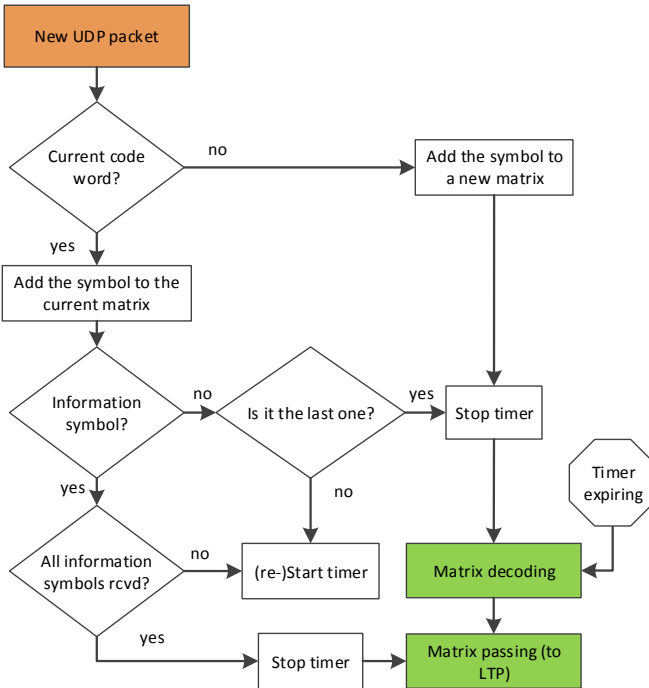 New UDP packet
Current code
word?
no
Add the symbol to
a new matrix
yes
Add the symbol to the
current matrix
Information
symbol?
no
Is it the last one?
yes
Stop timer
Timer
expiring
yes
no
All information
symbols rcvd?
no
(re-)Start timer
Matrix decoding
yes
Stop timer
Matrix passing (to
LTP)